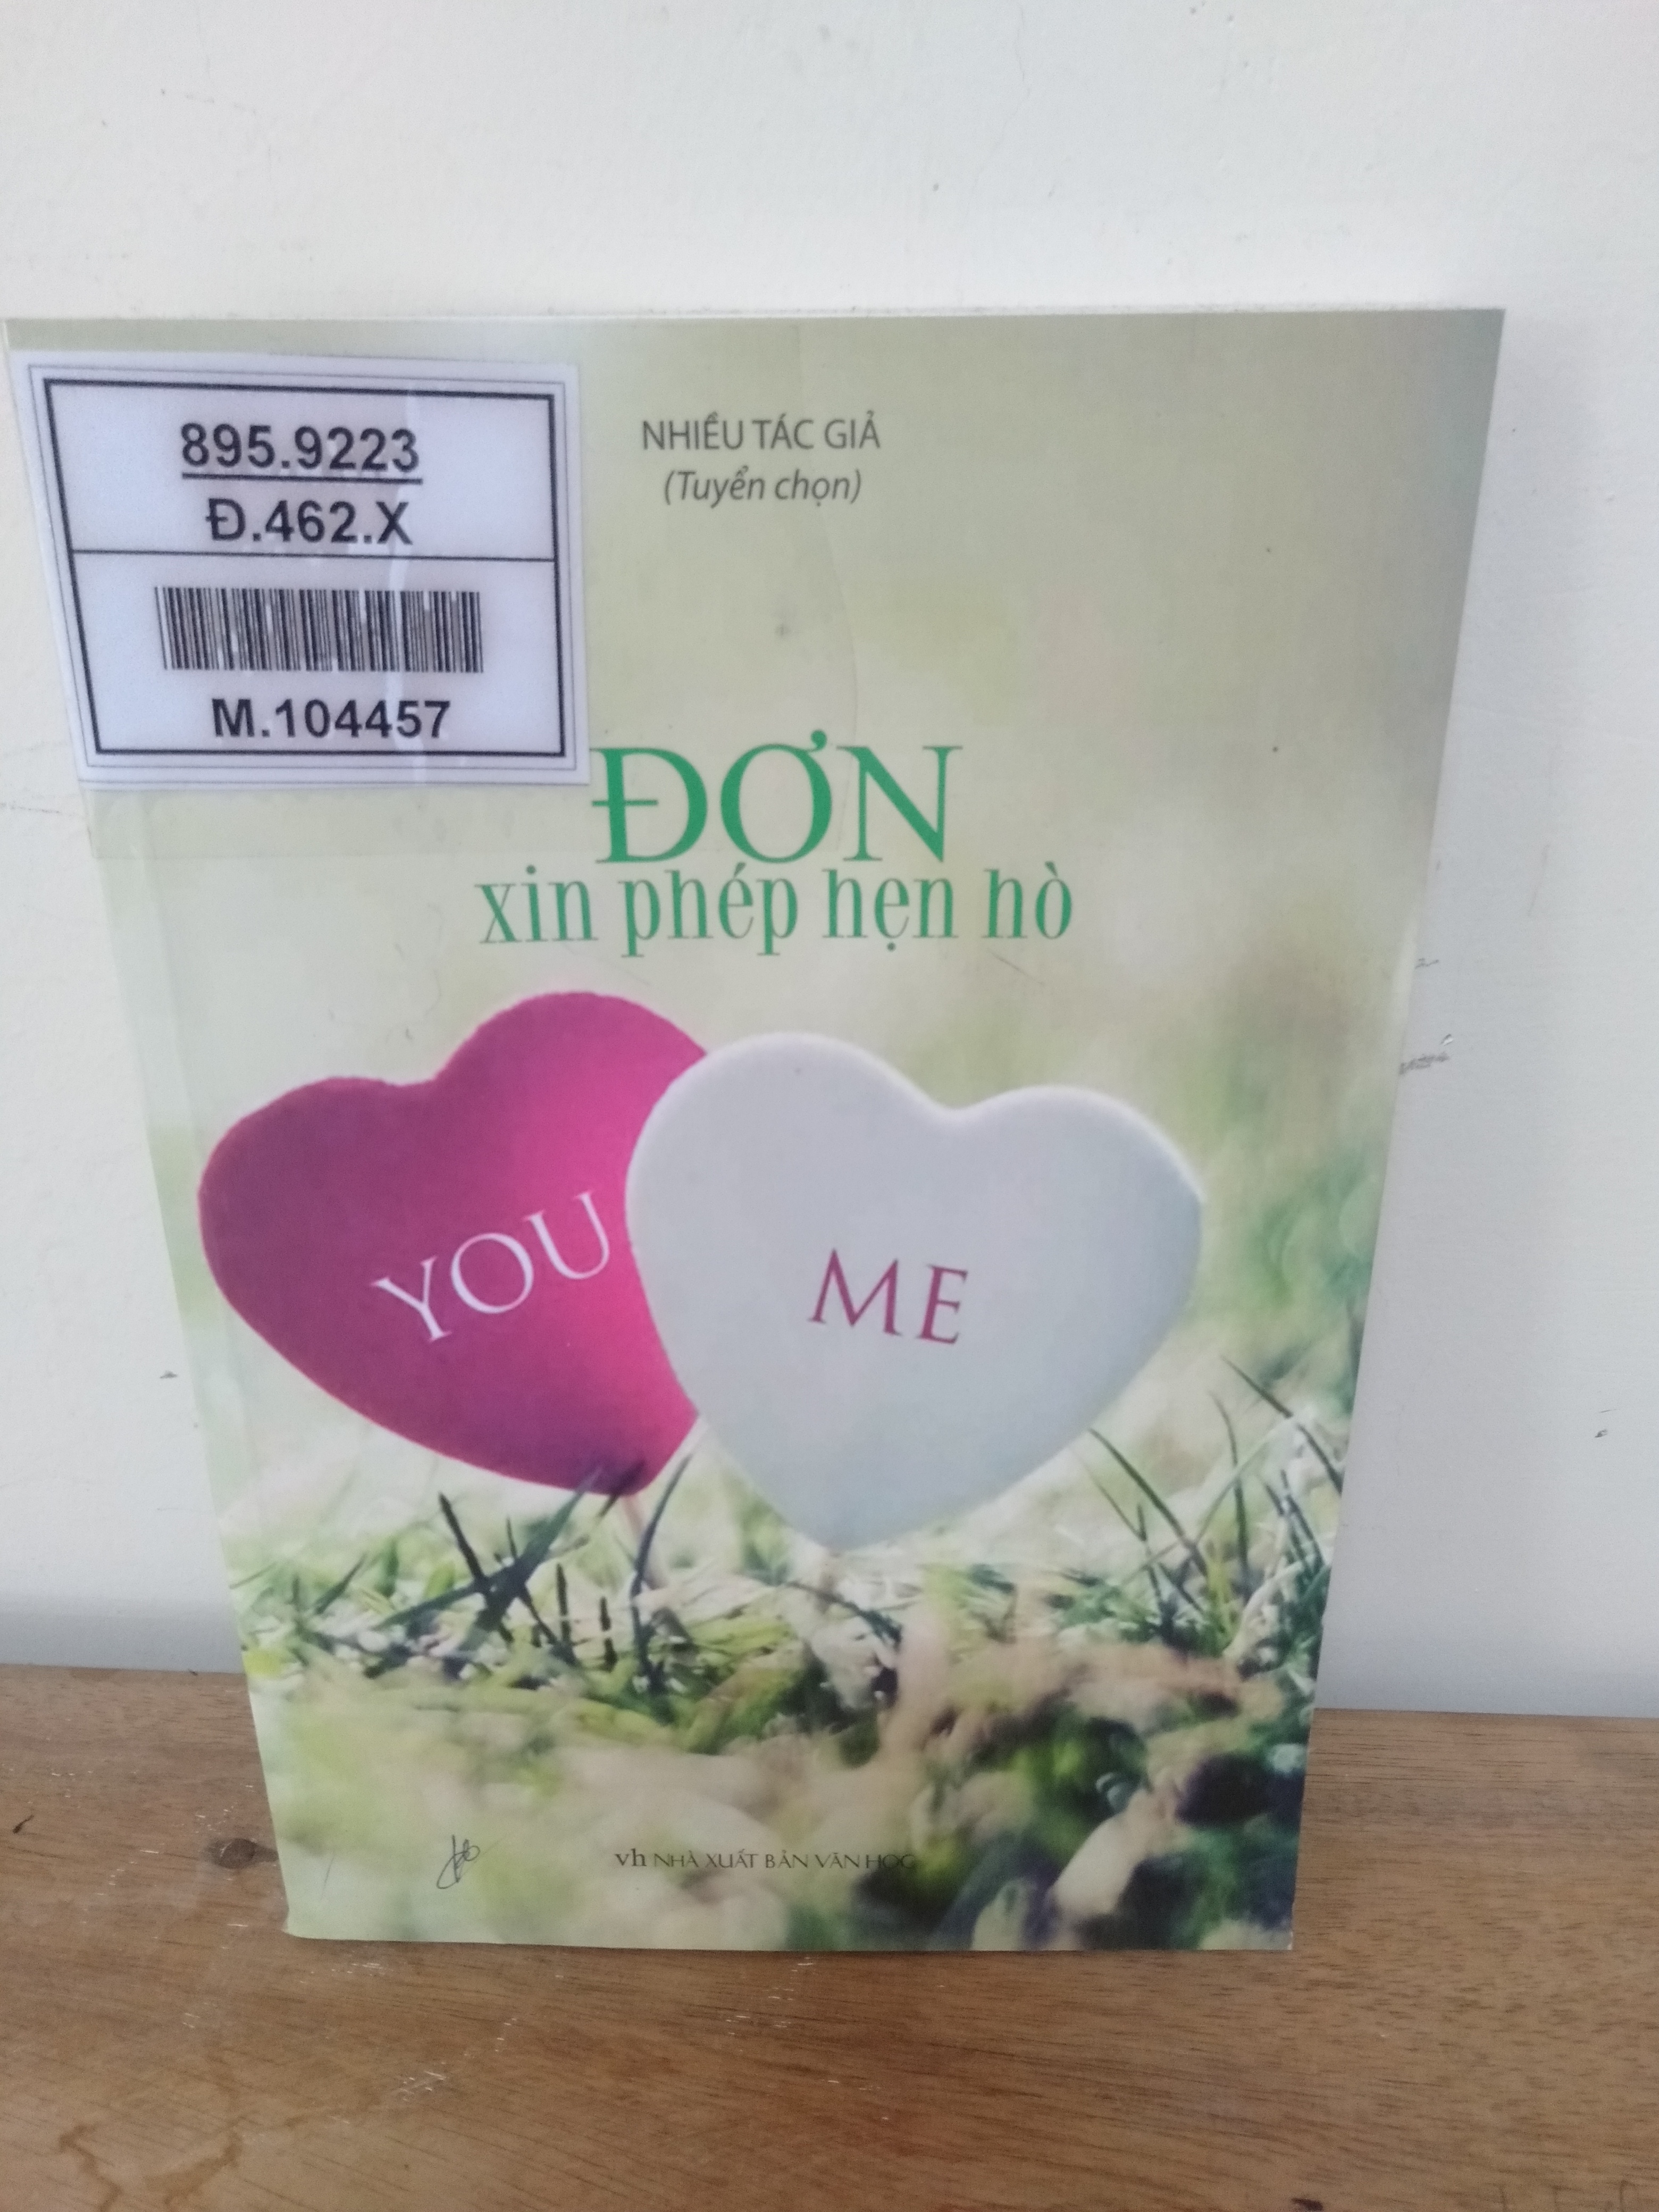 895.9223
Đ.462.X
M.104457
NHIỀU TÁC GIẢ
(Tuyển chọn)
ĐƠN
xin phép hẹn hò
YOU
ME
vh NHÀ XUẤT BẢN VĂN HỌC